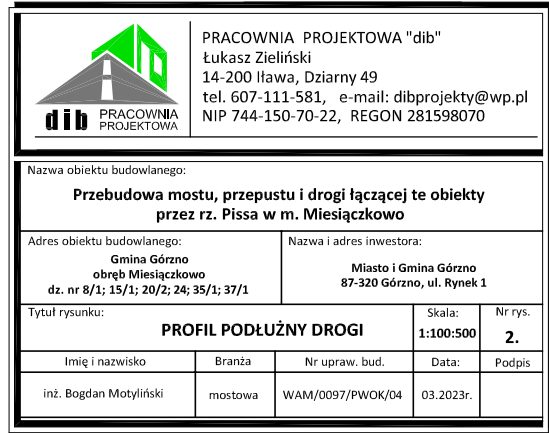 dib PRACOWNIA
PROJEKTOWA
PRACOWNIA PROJEKTOWA "dib"
Łukasz Zieliński
14-200 Iława, Dziarny 49
tel. 607-111-581, e-mail: dibprojekty@wp.pl
NIP 744-150-70-22, REGON 281598070
Nazwa obiektu budowlanego:
Przebudowa mostu, przepustu i drogi łączącej te obiekty
przez rz. Pissa w m. Miesiączkowo
Adres obiektu budowlanego:
Gmina Górzno
obręb Miesiączkowo
dz. nr 8/1; 15/1; 20/2; 24; 35/1; 37/1
Nazwa i adres inwestora:
Miasto i Gmina Górzno
87-320 Górzno, ul. Rynek 1
Tytuł rysunku:
PROFIL PODŁUŻNY DROGI
Skala:
1:100:500
Nr rys.
2.
Imię i nazwisko Branża Nr upraw. bud. Data: Podpis
inż. Bogdan Motyliński mostowa WAM/0097/PWOK/04 03.2023r.